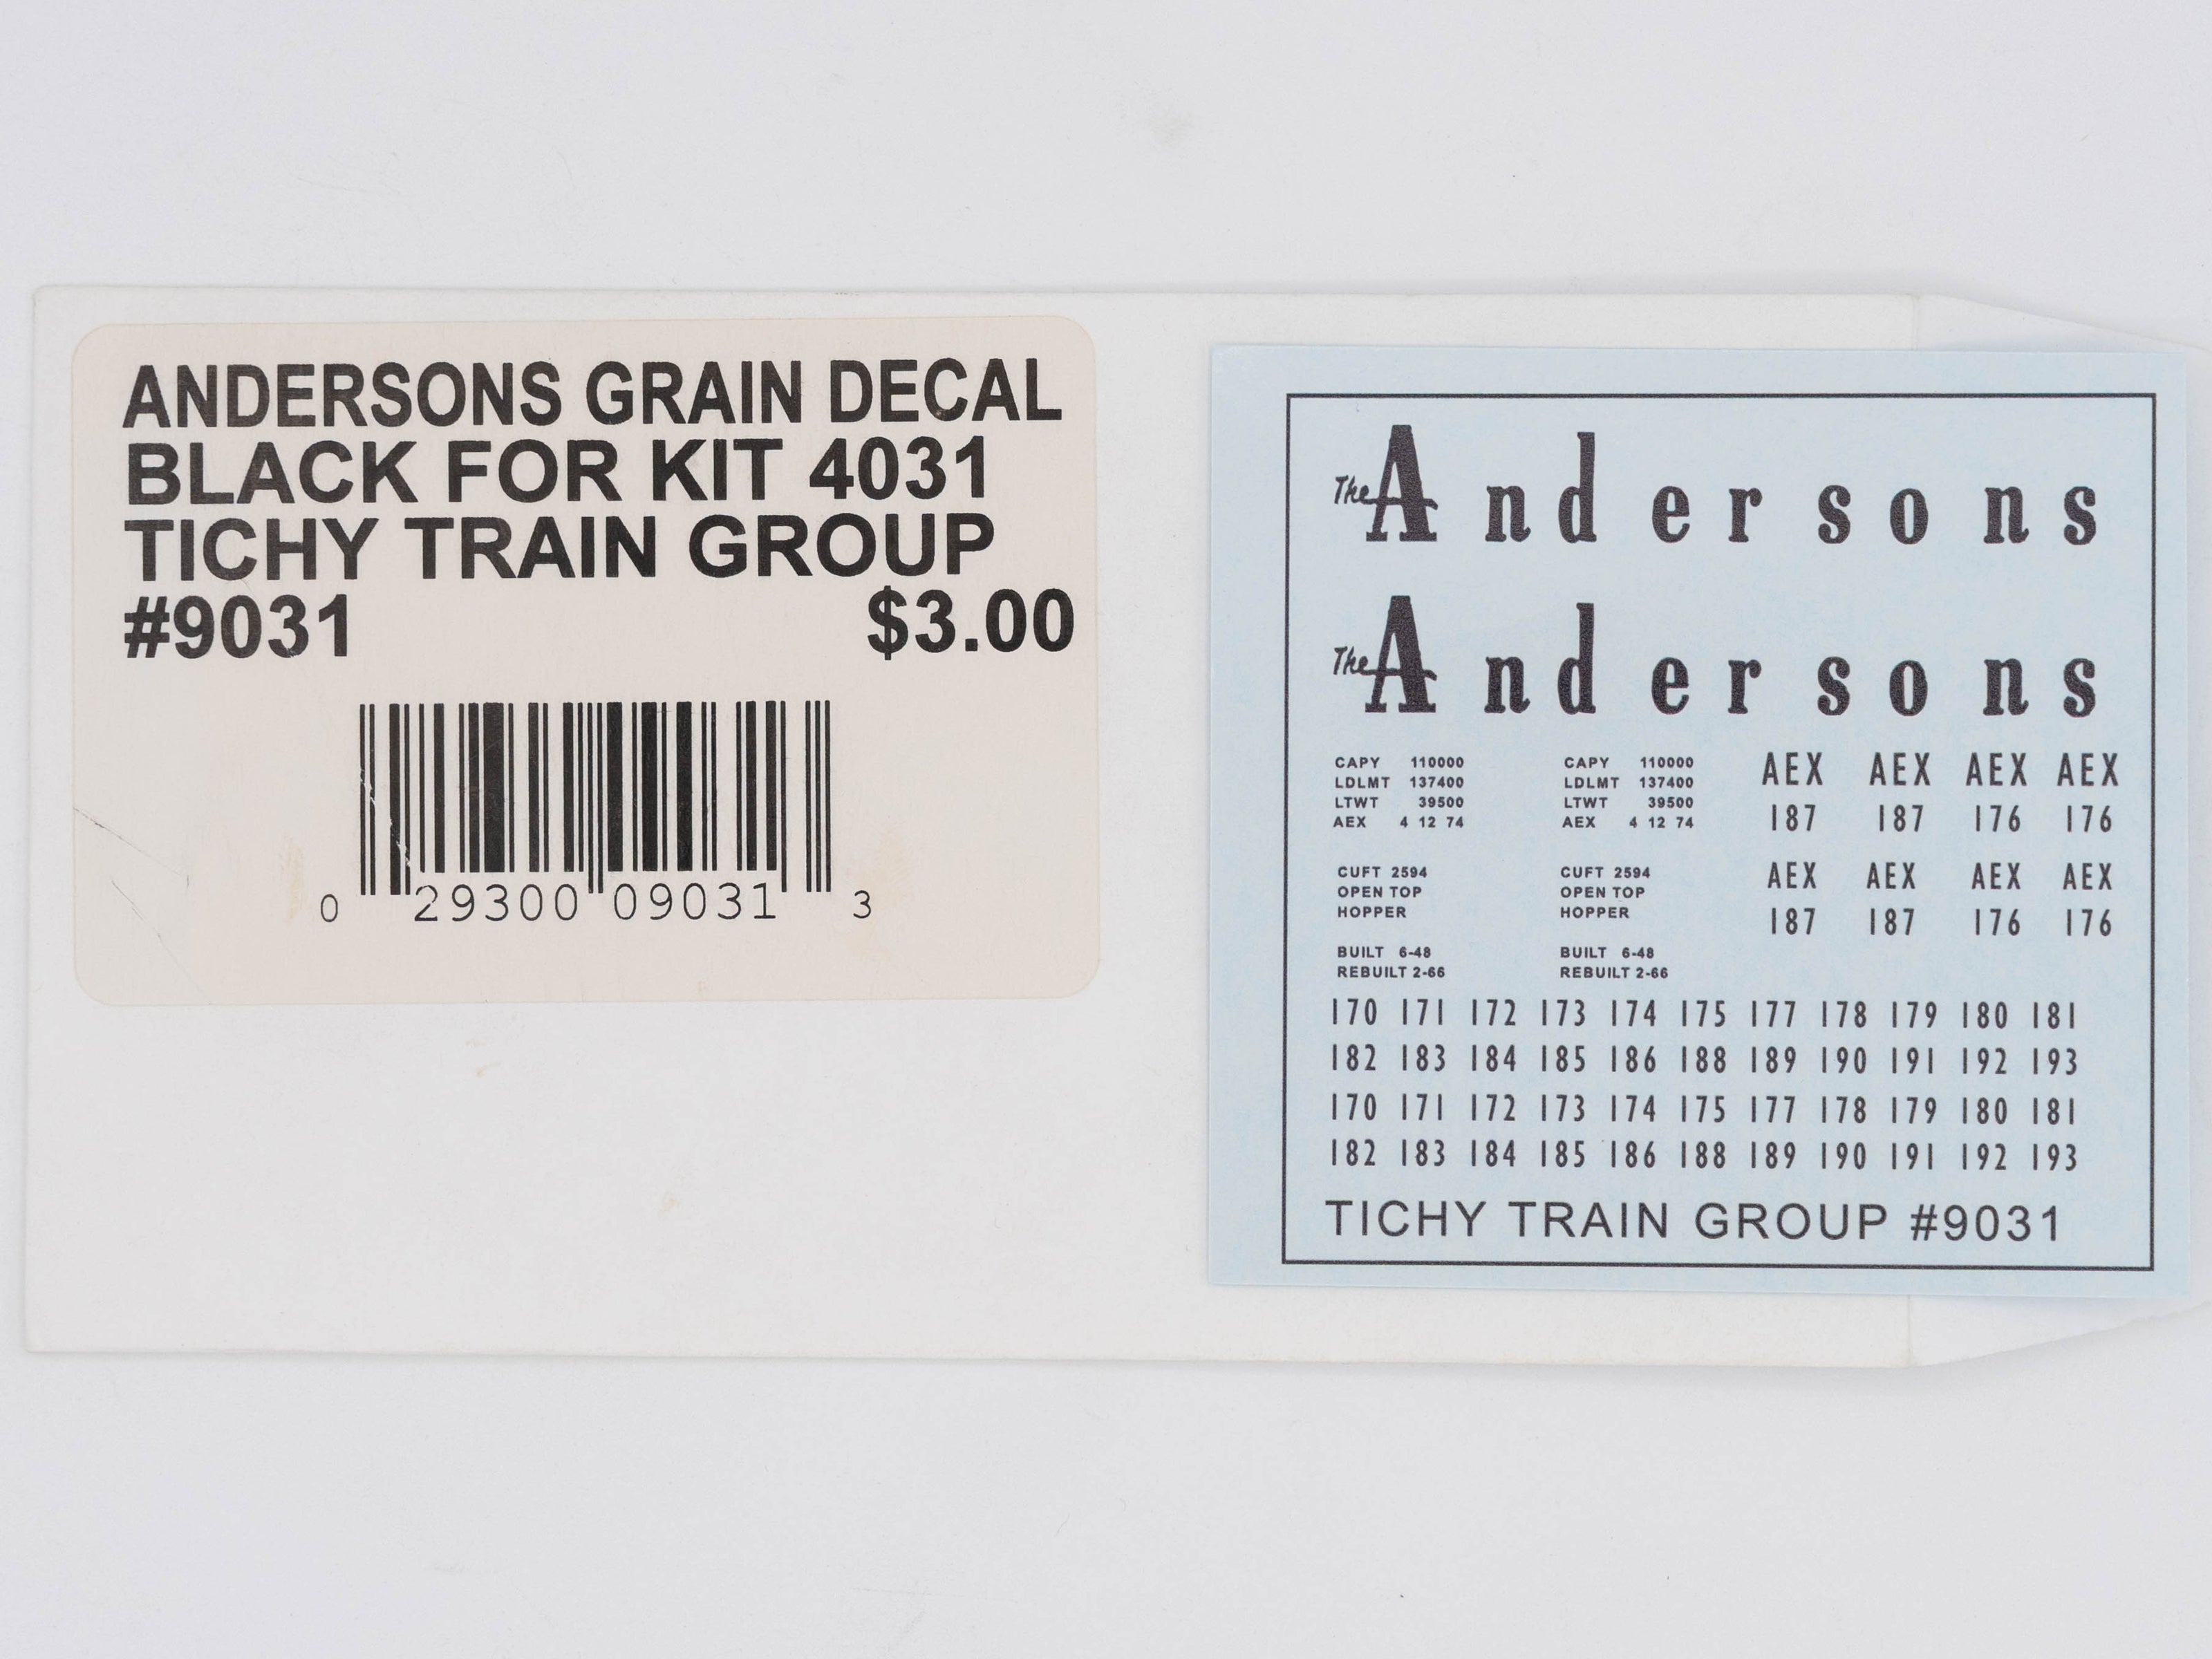 ANDERSONS GRAIN DECAL
BLACK FOR KIT 4031
TICHY TRAIN GROUP
#9031 $3.00
0 29300 09031 3
The Andersons
The Andersons
CAPY 110000 CAPY 110000 AEX AEX AEX AEX
LDLMT 137400 LDLMT 137400
LTWT 39500 LTWT 39500 187 187 176 176
AEX 4 12 74 AEX 4 12 74
CUFT 2594 CUFT 2594 AEX AEX AEX AEX
OPEN TOP OPEN TOP
HOPPER HOPPER 187 187 176 176
BUILT 6-48 BUILT 6-48
REBUILT 2-66 REBUILT 2-66
170 171 172 173 174 175 177 178 179 180 181
182 183 184 185 186 188 189 190 191 192 193
170 171 172 173 174 175 177 178 179 180 181
182 183 184 185 186 188 189 190 191 192 193
TICHY TRAIN GROUP #9031